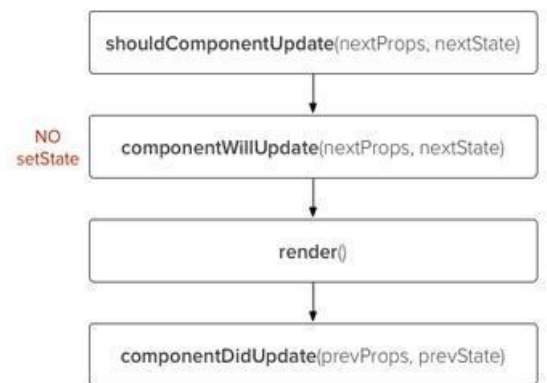 shouldComponentUpdate(nextProps, nextState)
NO
setState
componentWillUpdate(nextProps, nextState)
render()
componentDidUpdate(prevProps, prevState)